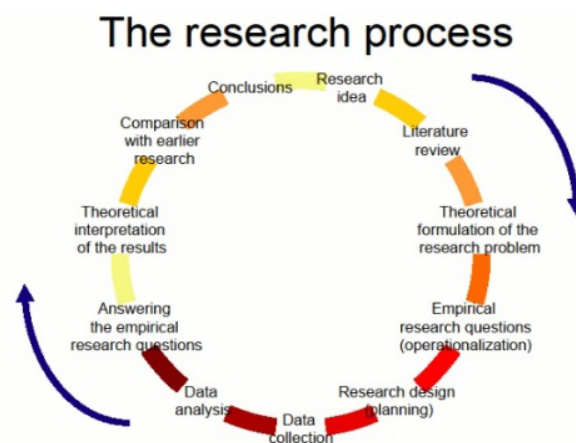 The research process
Research
idea
Literature
review
Theoretical
formulation of the
research problem
Empirical
research questions
(operationalization)
Research design
(planning)
Data
collection
Data
analysis
Answering
the empirical
research questions
Theoretical
interpretation
of the results
Comparison
with earlier
research
Conclusions